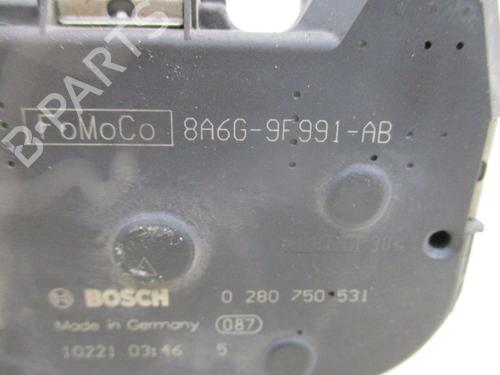 B-PARTS
FoMoCo 8A6G-9F991-AB
BOSCH 0 280 750 531
Made in Germany 087
10221 03:46 5